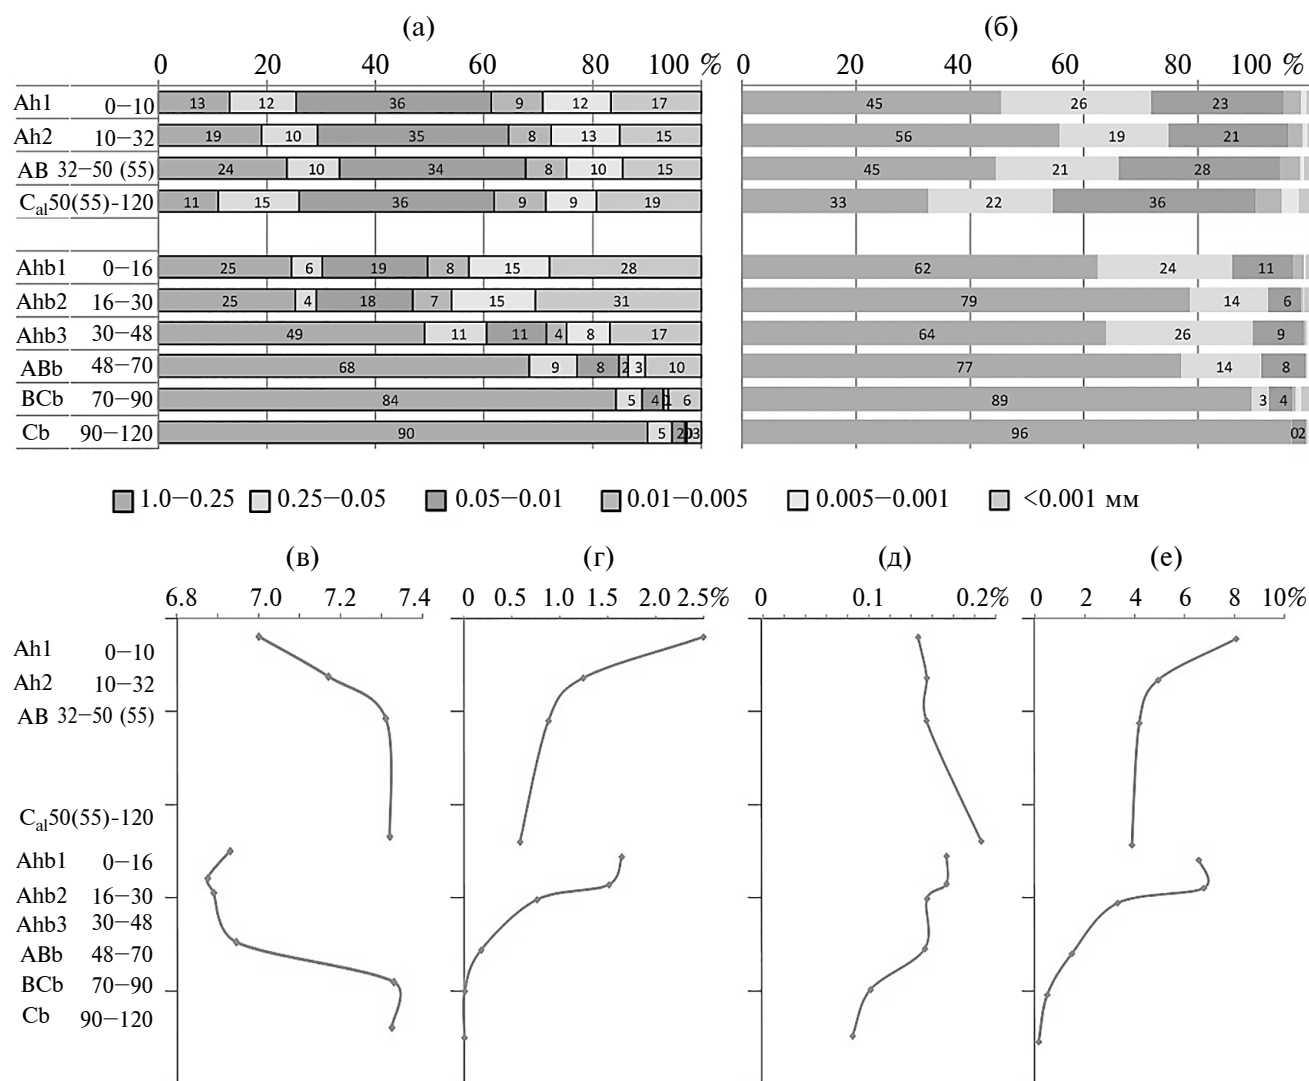 (а) (б)
0 20 40 60 80 100 % 0 20 40 60 80 100 %
Ah1 0−10 13 12 36 9 12 17 45 26 23
Ah2 10−32 19 10 35 8 13 15 56 19 21
AB 32−50 (55) 24 10 34 8 10 15 45 21 28
Cal50(55)-120 11 15 36 9 9 19 33 22 36
Ahb1 0−16 25 6 19 8 15 28 62 24 11
Ahb2 16−30 25 4 18 7 15 31 79 14 6
Ahb3 30−48 49 11 11 4 8 17 64 26 9
ABb 48−70 68 9 8 2 3 10 77 14 8
BCb 70−90 84 5 4 1 6 89 3 4
Cb 90−120 90 5 2 0 3 96 0 2
1.0−0.25 0.25−0.05 0.05−0.01 0.01−0.005 0.005−0.001 <0.001 мм
(в) (г) (д) (е)
6.8 7.0 7.2 7.4 0 0.5 1.0 1.5 2.0 2.5% 0 0.1 0.2% 0 2 4 6 8 10%
Ah1 0−10
Ah2 10−32
AB 32−50 (55)
Cal50(55)-120
Ahb1 0−16
Ahb2 16−30
Ahb3 30−48
ABb 48−70
BCb 70−90
Cb 90−120